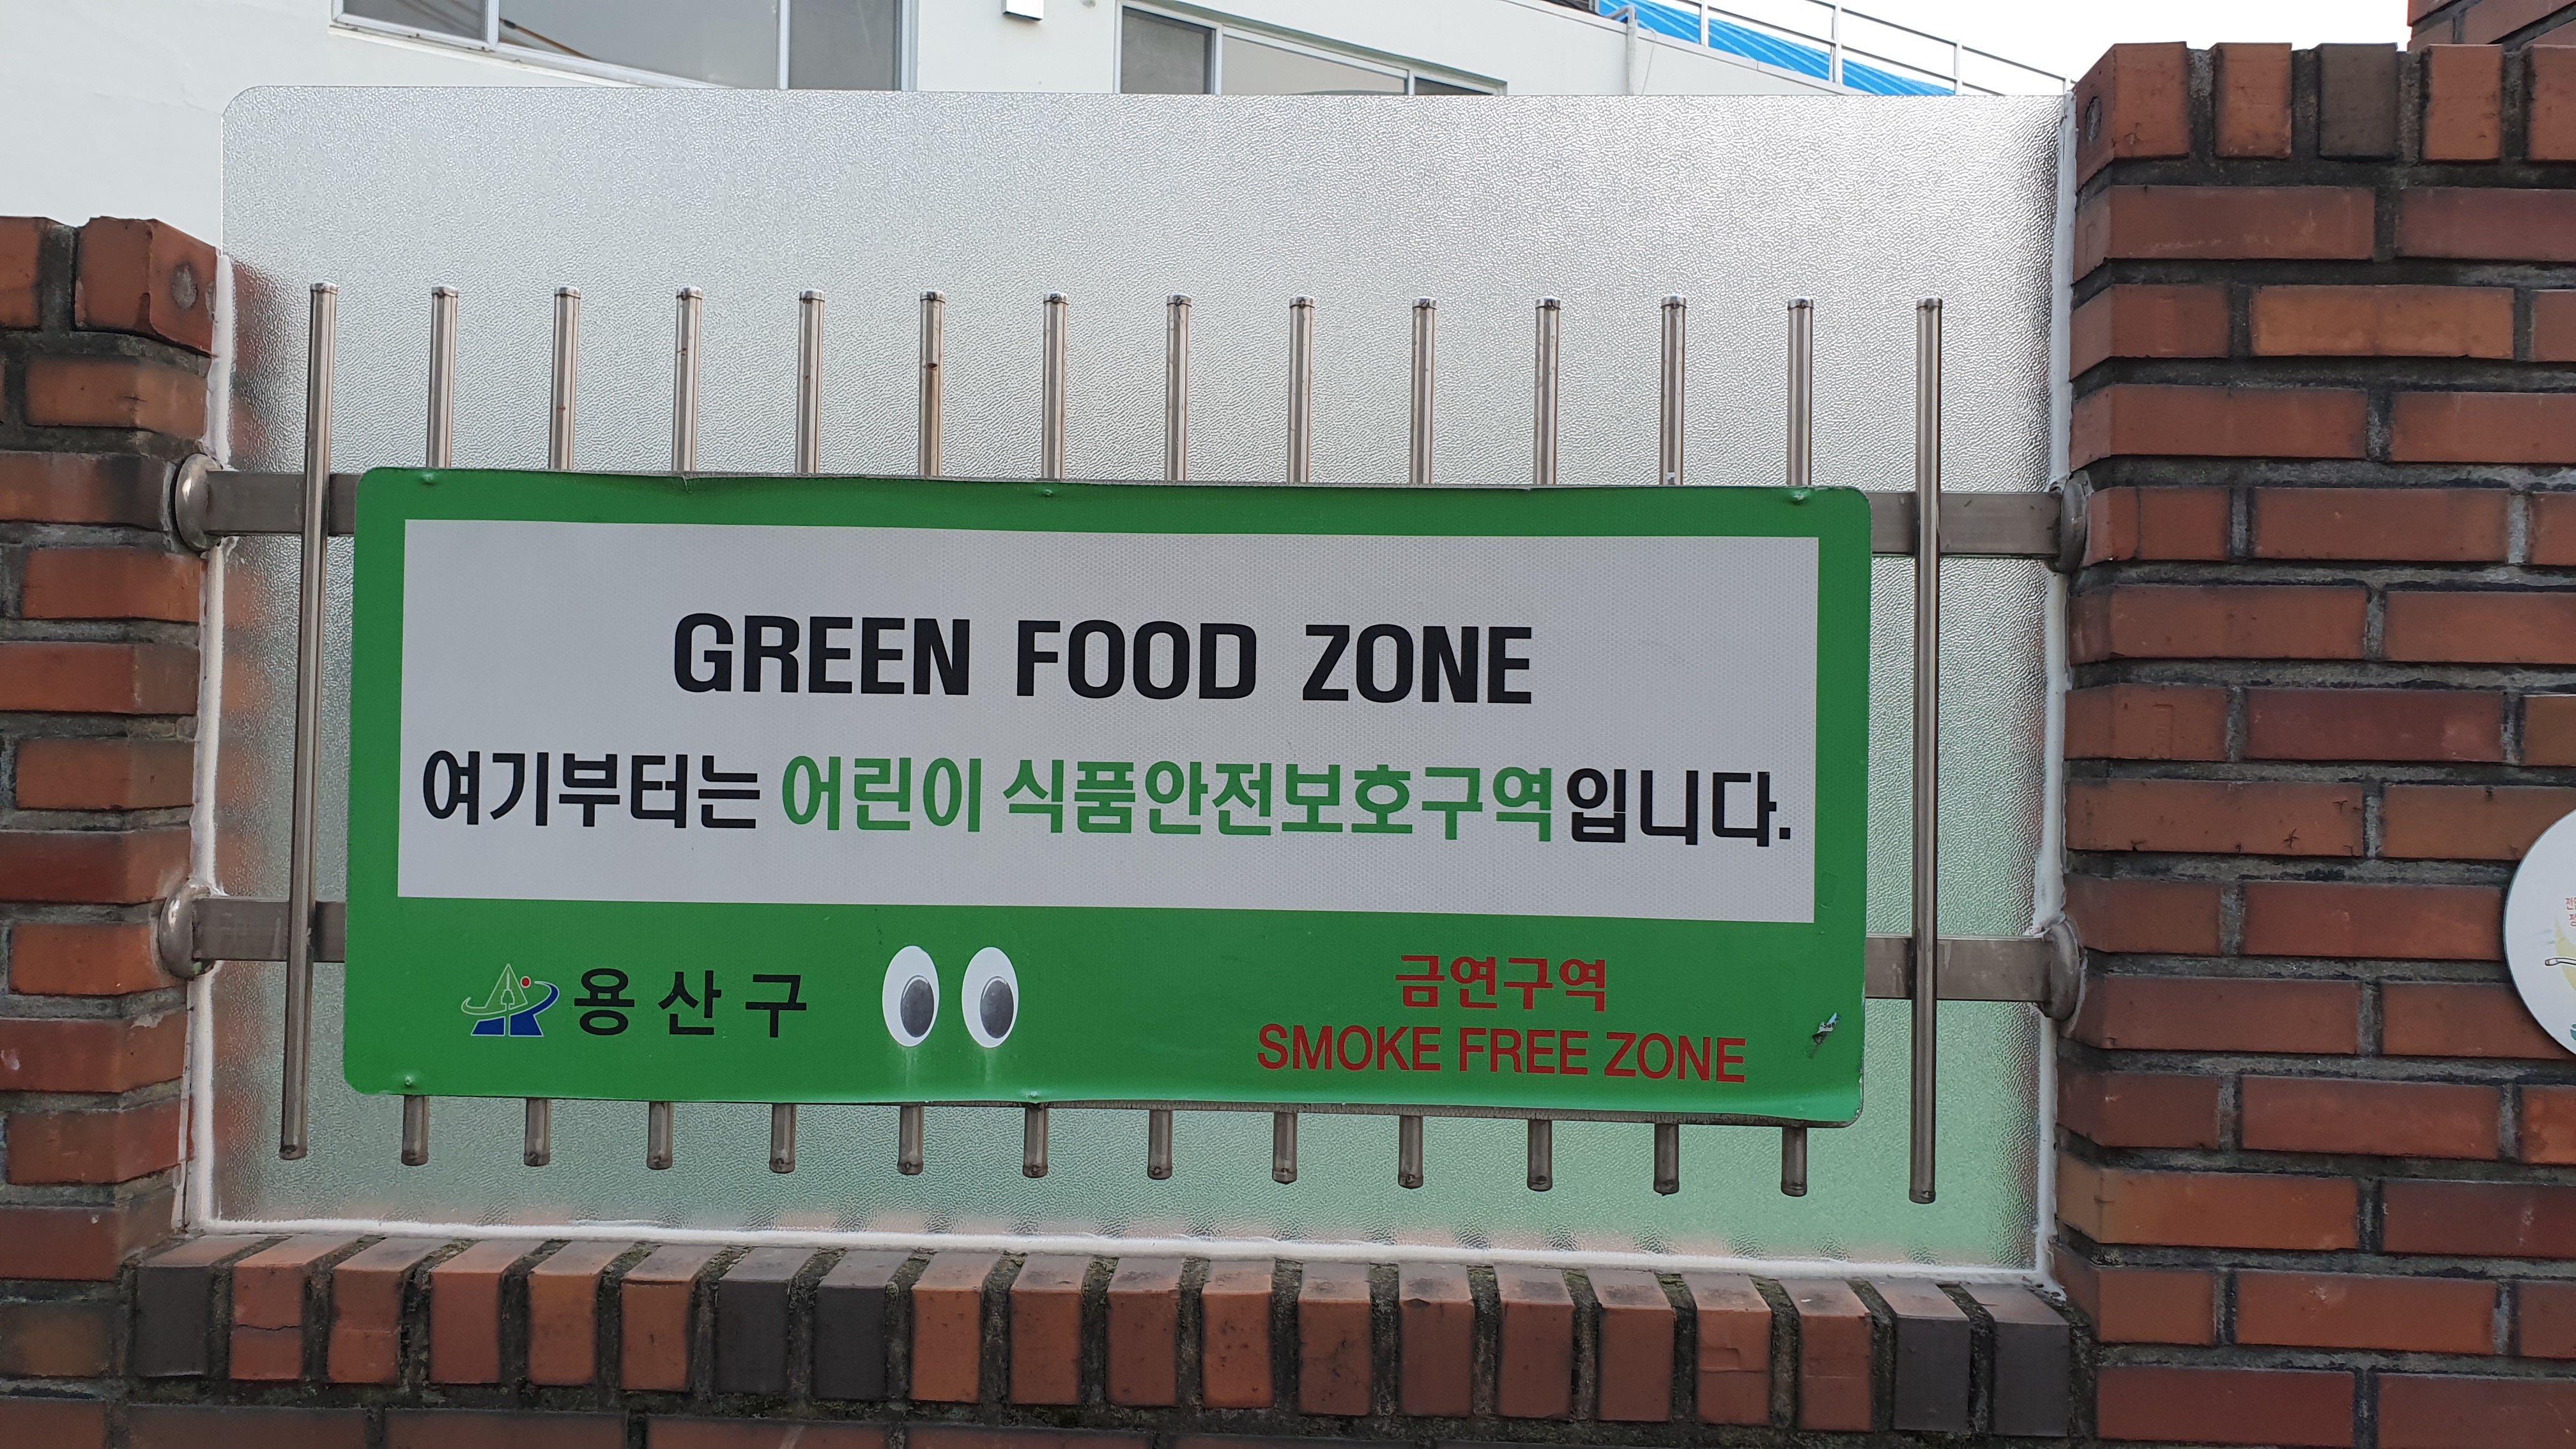 GREEN FOOD ZONE
여기부터는 어린이 식품안전보호구역입니다.
용산구
금연구역
SMOKE FREE ZONE